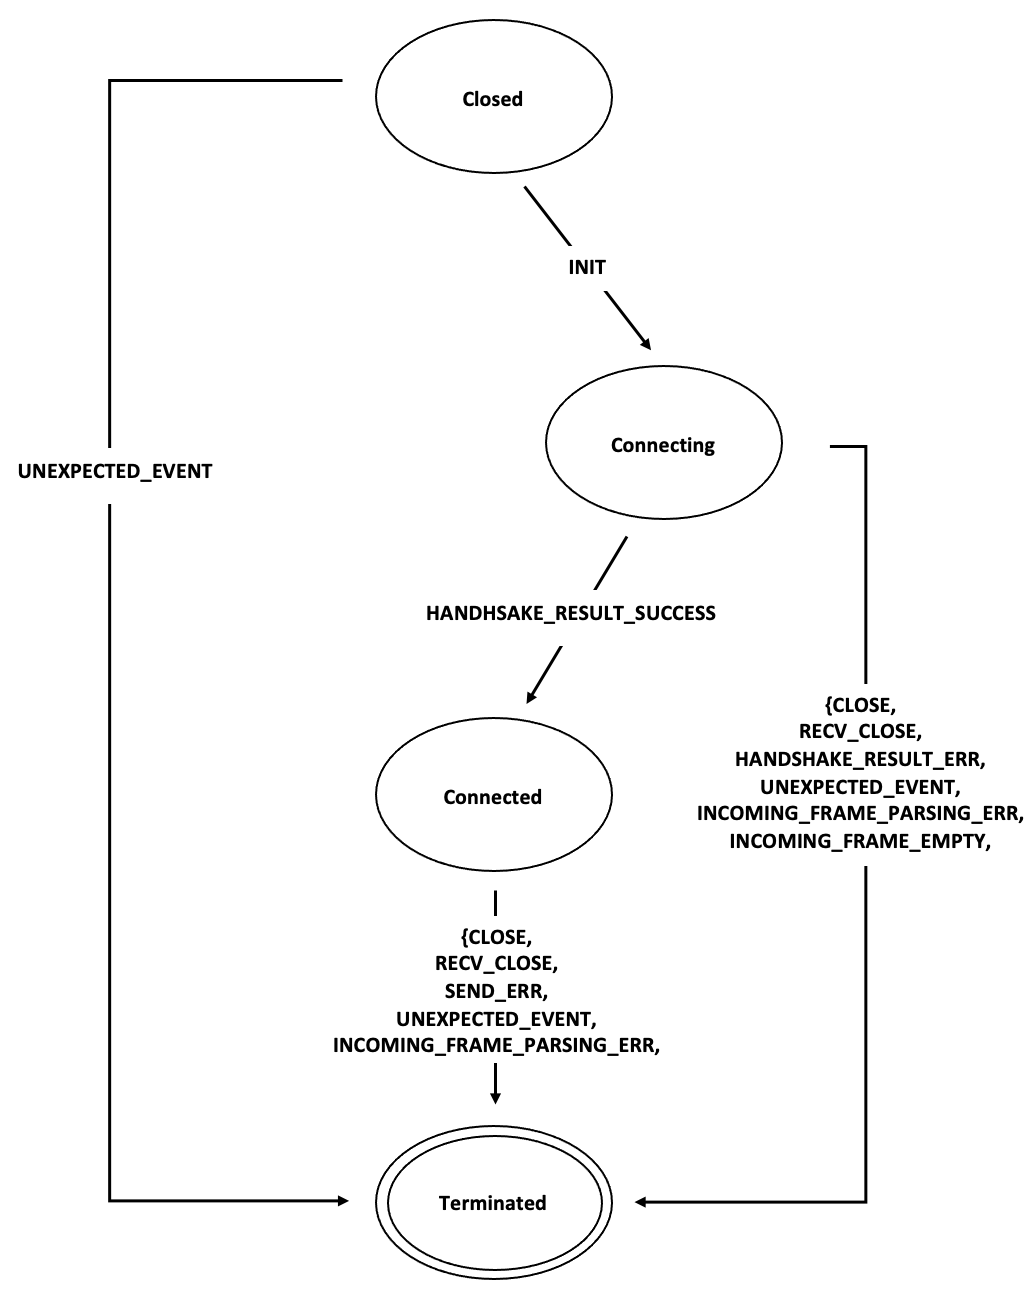 Closed
INIT
UNEXPECTED_EVENT
Connecting
HANDHSAKE_RESULT_SUCCESS
{CLOSE,
RECV_CLOSE,
HANDSHAKE_RESULT_ERR,
UNEXPECTED_EVENT,
INCOMING_FRAME_PARSING_ERR,
INCOMING_FRAME_EMPTY,
Connected
{CLOSE,
RECV_CLOSE,
SEND_ERR,
UNEXPECTED_EVENT,
INCOMING_FRAME_PARSING_ERR,
Terminated